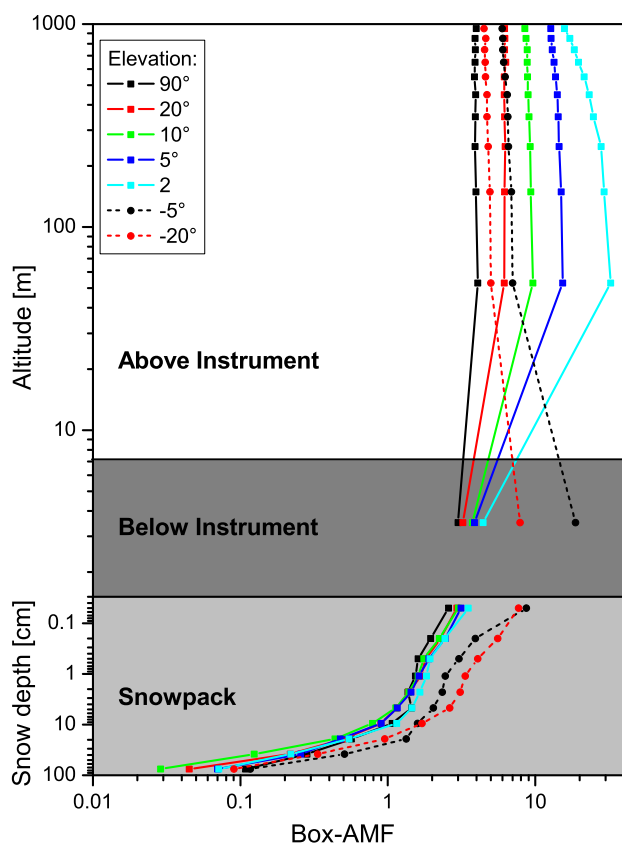 1000
100
10
Altitude [m]
Elevation:
90°
20°
10°
5°
2
-5°
-20°
Above Instrument
Below Instrument
Snowpack
0.1
1
10
100
Snow depth [cm]
0.01
0.1
1
10
Box-AMF